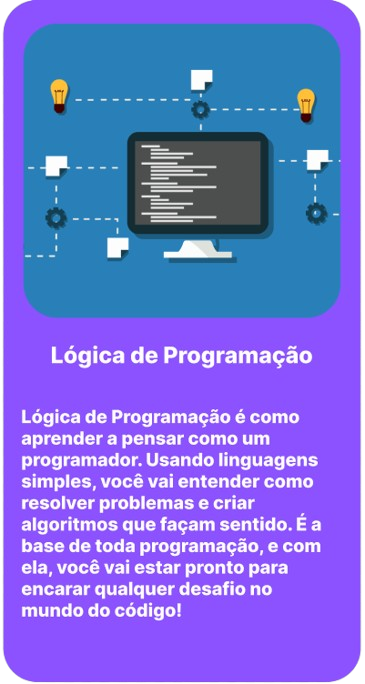 Lógica de Programação
Lógica de Programação é como
aprender a pensar como um
programador. Usando linguagens
simples, você vai entender como
resolver problemas e criar
algoritmos que façam sentido. É a
base de toda programação, e com
ela, você vai estar pronto para
encarar qualquer desafio no
mundo do código!